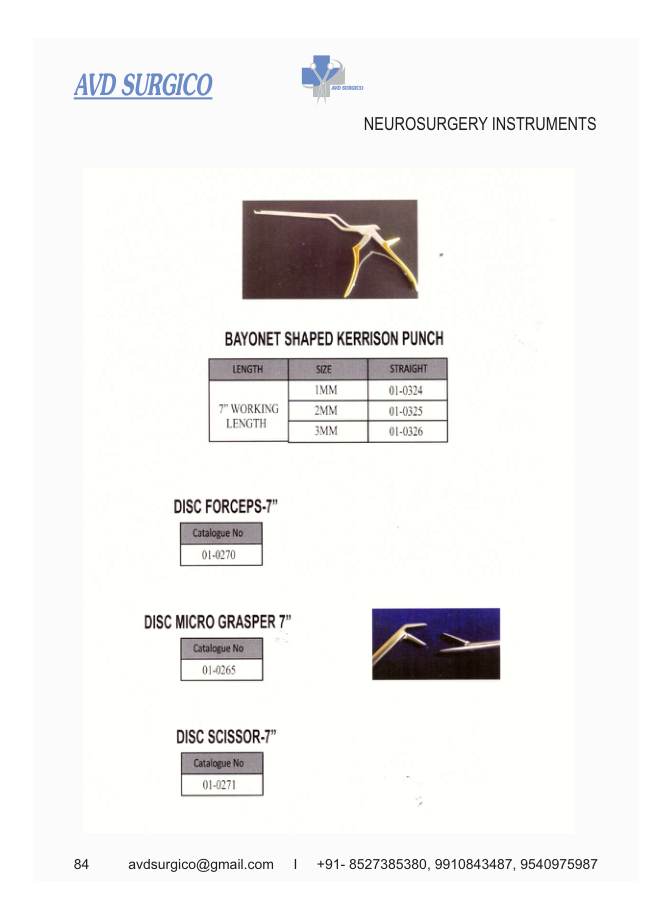 AVD SURGICO
AVD SURGICO
NEUROSURGERY INSTRUMENTS
BAYONET SHAPED KERRISON PUNCH
LENGTH SIZE STRAIGHT
7” WORKING LENGTH
1MM 01-0324
2MM 01-0325
3MM 01-0326
DISC FORCEPS-7”
Catalogue No
01-0270
DISC MICRO GRASPER 7”
Catalogue No
01-0265
DISC SCISSOR-7”
Catalogue No
01-0271
84 avdsurgico@gmail.com I +91- 8527385380, 9910843487, 9540975987